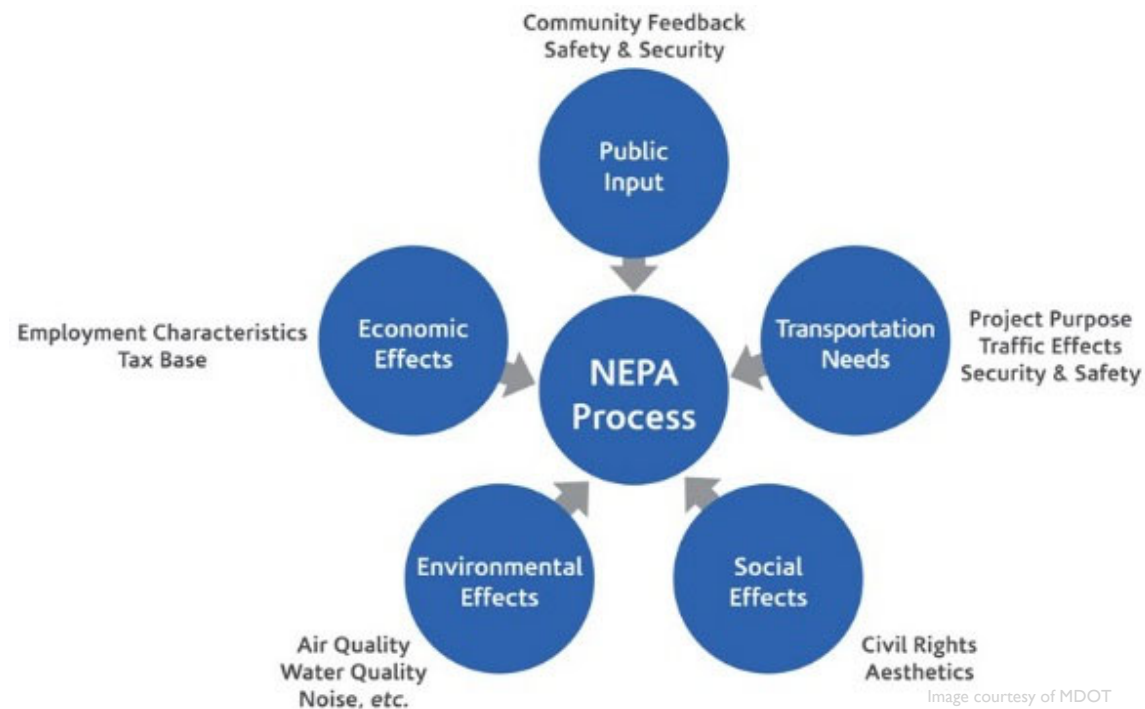 Community Feedback
Safety & Security
Public
Input
Employment Characteristics
Tax Base
Economic
Effects
NEPA
Process
Transportation
Needs
Project Purpose
Traffic Effects
Security & Safety
Environmental
Effects
Air Quality
Water Quality
Noise, etc.
Social
Effects
Civil Rights
Aesthetics
Image courtesy of MDOT